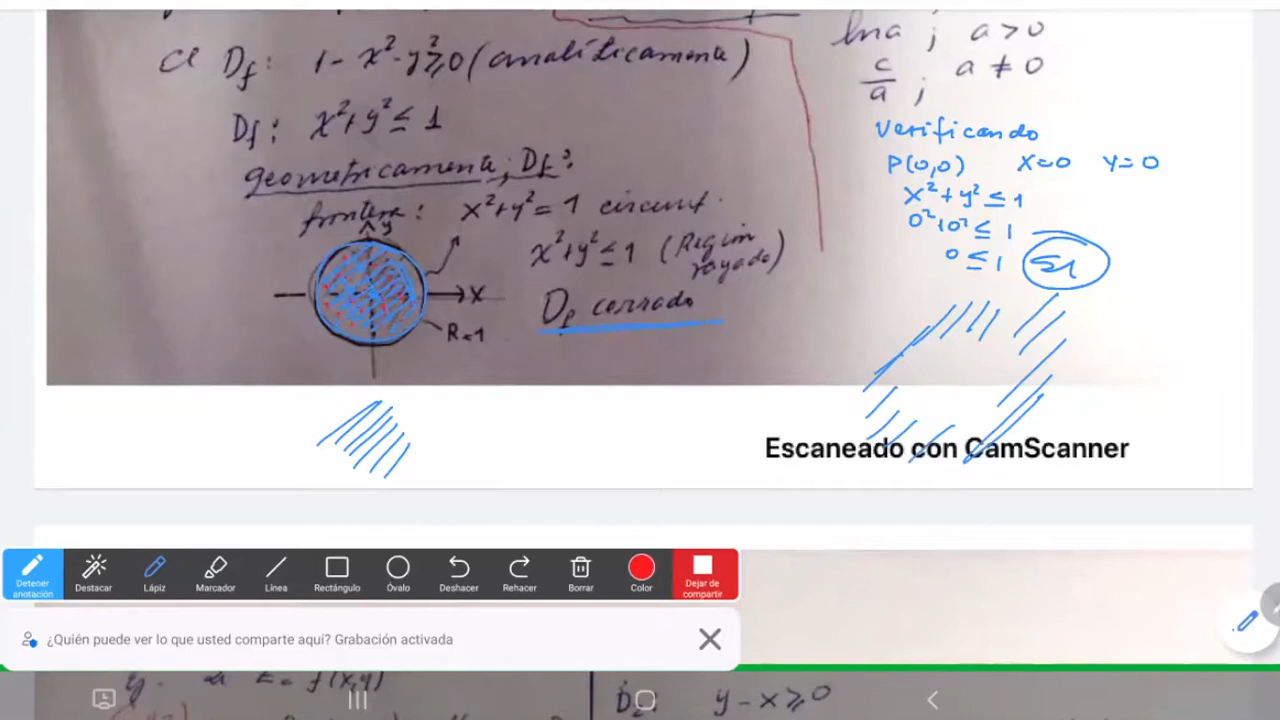 Df: 1 - x² - y² ≥ 0 (analíticamente)
Df: x² + y² ≤ 1
geometricamente; Df:
frontera: x² + y² = 1 circunf.
x² + y² ≤ 1 (Región rayado)
Df cerrado
y
X
R=1
lna ; a > 0
c/a ; a ≠ 0
Verificando
P(0,0) X=0 Y=0
x² + y² ≤ 1
0² + 0² ≤ 1
0 ≤ 1 SI
Escaneado con CamScanner
Detener anotación
Destacar
Lápiz
Marcador
Línea
Rectángulo
Óvalo
Deshacer
Rehacer
Borrar
Color
Dejar de compartir
¿Quién puede ver lo que usted comparte aquí? Grabación activada
z = f(x,y)
y - x ≥ 0